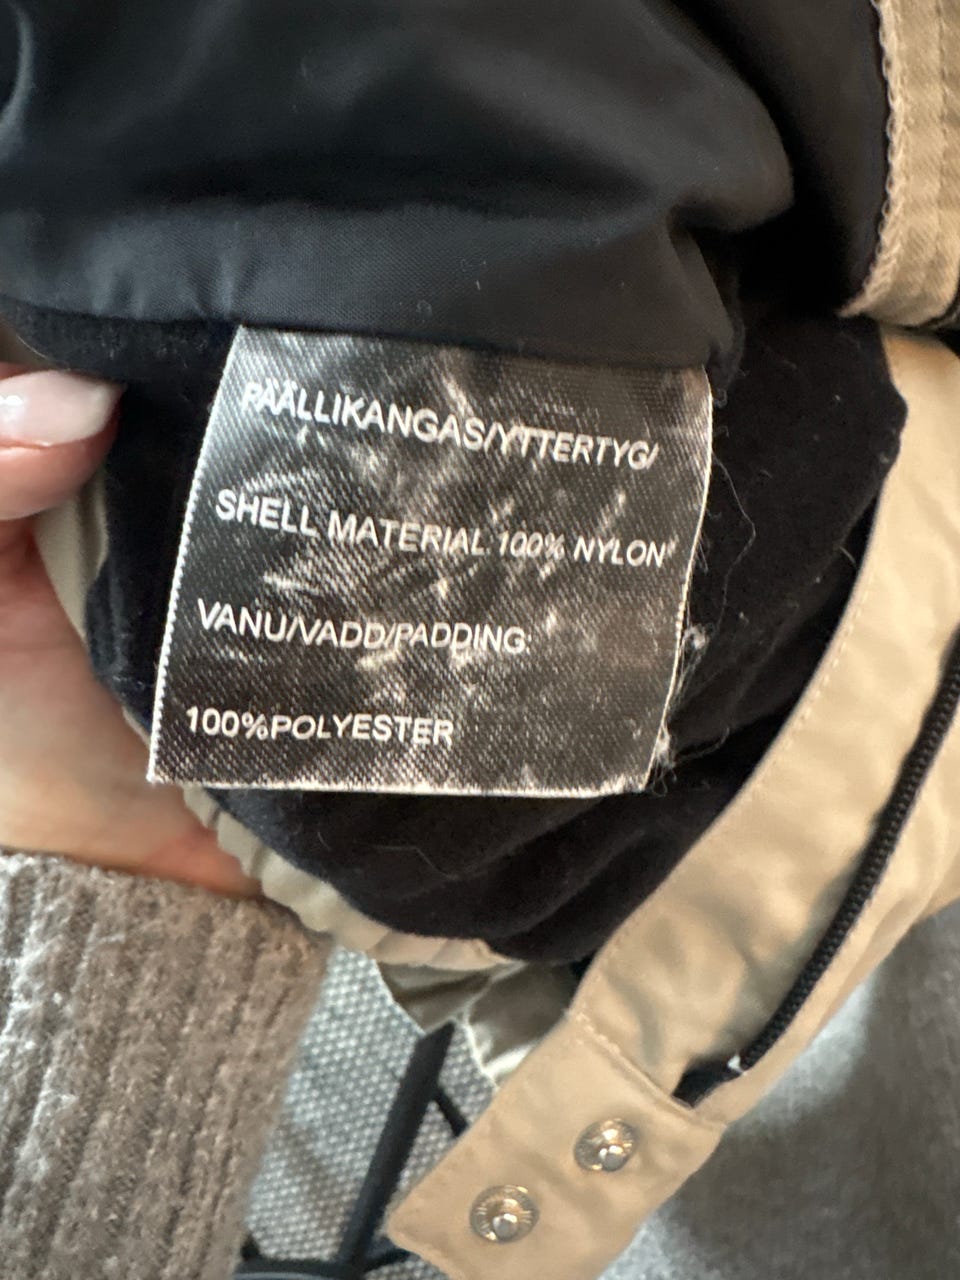 PÄÄLLIKANGAS/YTTERTYG/
SHELL MATERIAL 100% NYLON
VANU/VADD/PADDING:
100%POLYESTER